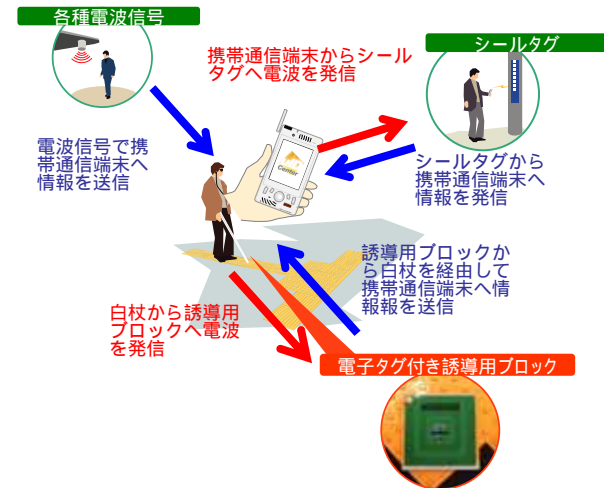 各種電波信号
携帯通信端末からシール
タグへ電波を発信
シールタグ
電波信号で携
帯通信端末へ
情報を送信
Center
シールタグから
携帯通信端末へ
情報を発信
誘導用ブロックか
ら白杖を経由して
携帯通信端末へ情
報報を送信
白杖から誘導用
ブロックへ電波
を発信
電子タグ付き誘導用ブロック